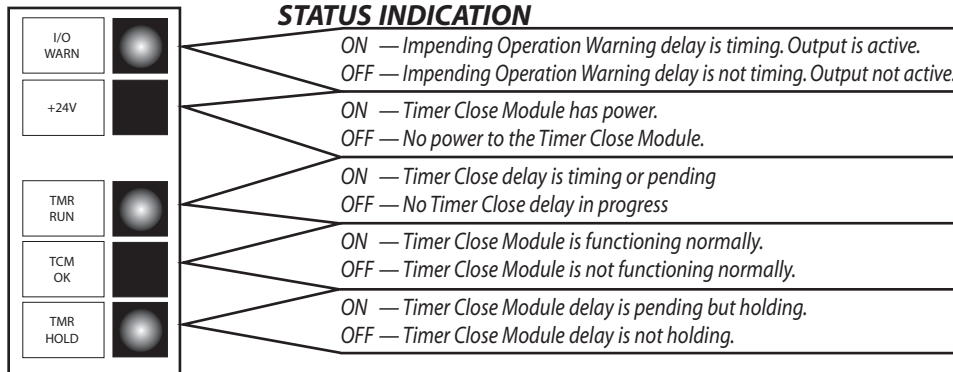 STATUS INDICATION
I/O
WARN
ON — Impending Operation Warning delay is timing. Output is active.
OFF — Impending Operation Warning delay is not timing. Output not active.
+24V
ON — Timer Close Module has power.
OFF — No power to the Timer Close Module.
TMR
RUN
ON — Timer Close delay is timing or pending
OFF — No Timer Close delay in progress
TCM
OK
ON — Timer Close Module is functioning normally.
OFF — Timer Close Module is not functioning normally.
TMR
HOLD
ON — Timer Close Module delay is pending but holding.
OFF — Timer Close Module delay is not holding.